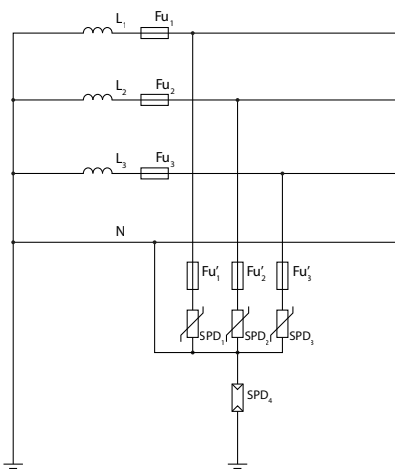 L₁ Fu₁
L₂ Fu₂
L₃ Fu₃
N
Fu'₁ Fu'₂ Fu'₃
SPD₁ SPD₂ SPD₃
SPD₄